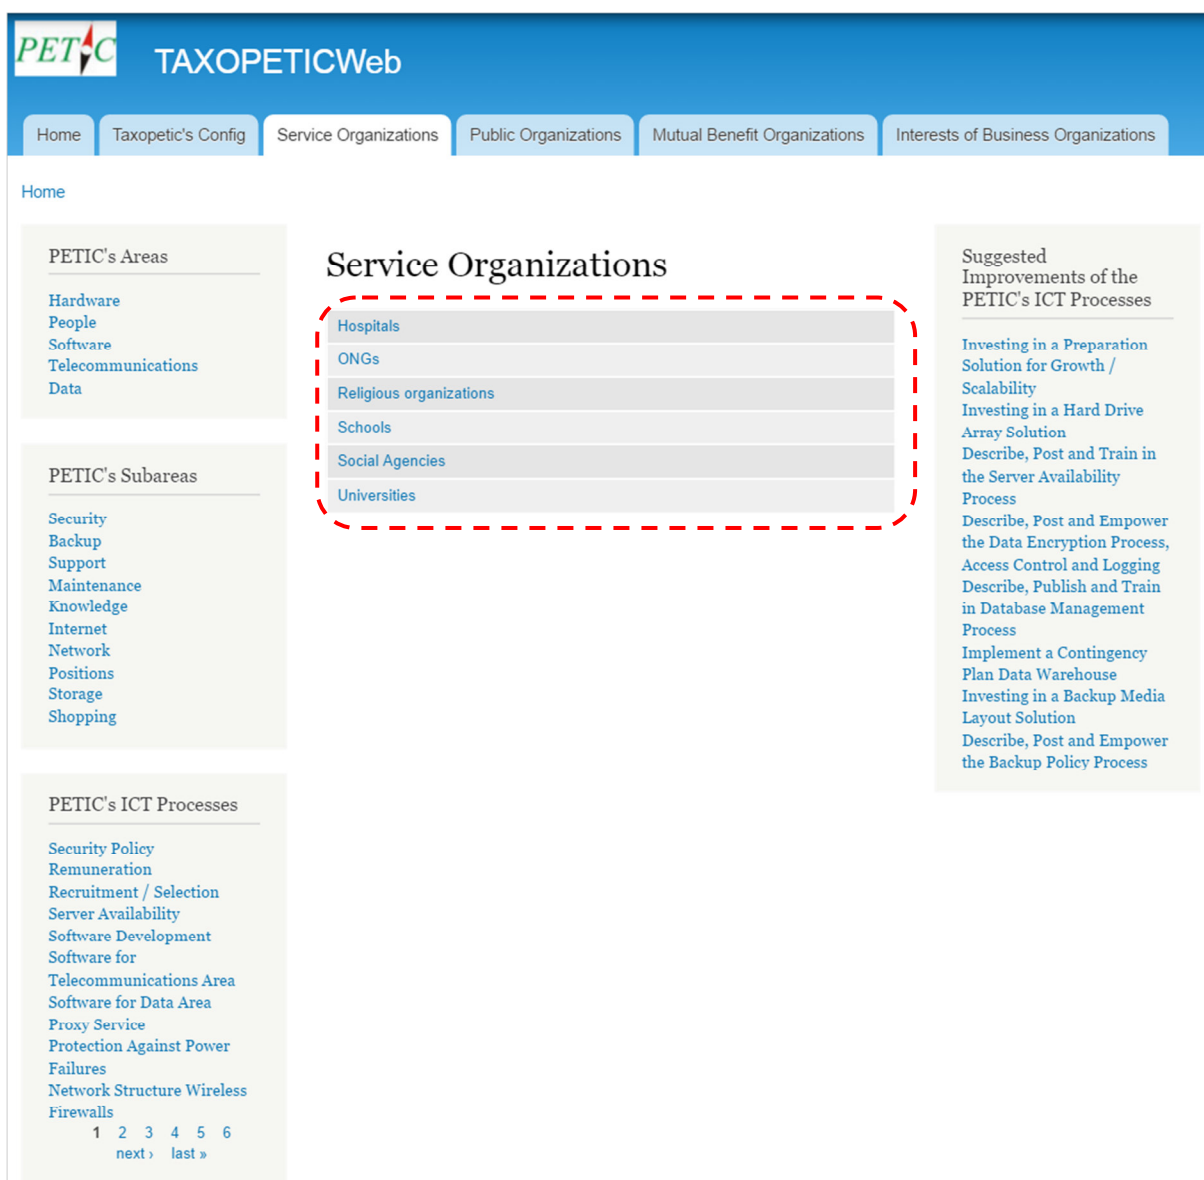 PETIC
TAXOPETICWeb
Home
Taxopetic's Config
Service Organizations
Public Organizations
Mutual Benefit Organizations
Interests of Business Organizations
Home
PETIC's Areas
Hardware
People
Software
Telecommunications
Data
PETIC's Subareas
Security
Backup
Support
Maintenance
Knowledge
Internet
Network
Positions
Storage
Shopping
PETIC's ICT Processes
Security Policy
Remuneration
Recruitment / Selection
Server Availability
Software Development
Software for
Telecommunications Area
Software for Data Area
Proxy Service
Protection Against Power
Failures
Network Structure Wireless
Firewalls
1 2 3 4 5 6
next › last »
Service Organizations
Hospitals
ONGs
Religious organizations
Schools
Social Agencies
Universities
Suggested
Improvements of the
PETIC's ICT Processes
Investing in a Preparation
Solution for Growth /
Scalability
Investing in a Hard Drive
Array Solution
Describe, Post and Train in
the Server Availability
Process
Describe, Post and Empower
the Data Encryption Process,
Access Control and Logging
Describe, Publish and Train
in Database Management
Process
Implement a Contingency
Plan Data Warehouse
Investing in a Backup Media
Layout Solution
Describe, Post and Empower
the Backup Policy Process